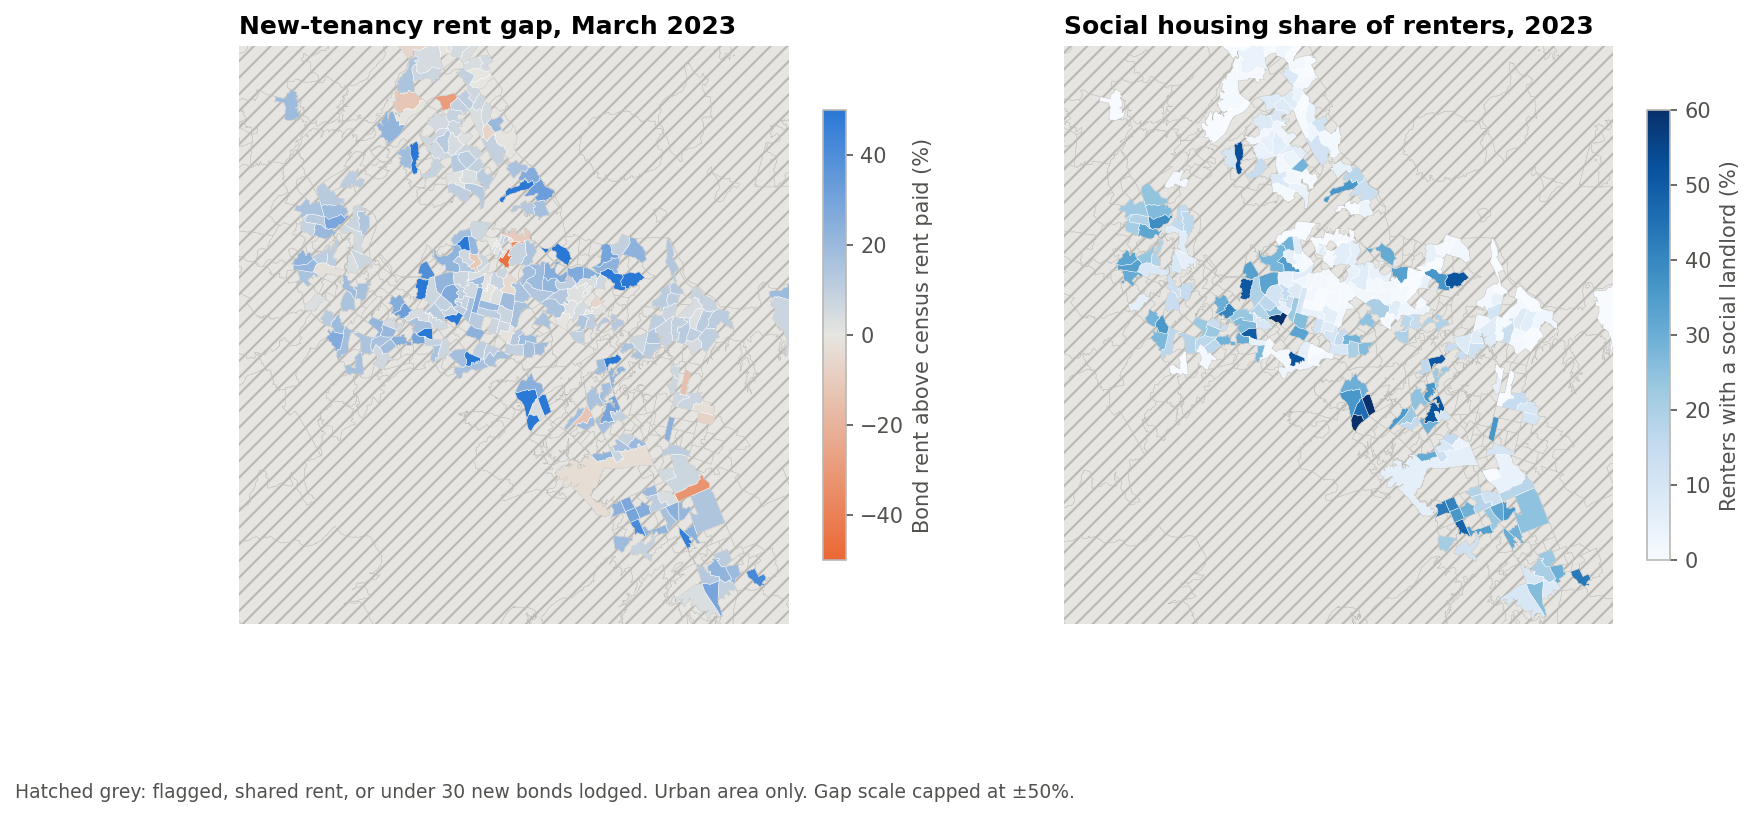 New-tenancy rent gap, March 2023
Social housing share of renters, 2023
40
20
0
−20
−40
Bond rent above census rent paid (%)
60
50
40
30
20
10
0
Renters with a social landlord (%)
Hatched grey: flagged, shared rent, or under 30 new bonds lodged. Urban area only. Gap scale capped at ±50%.